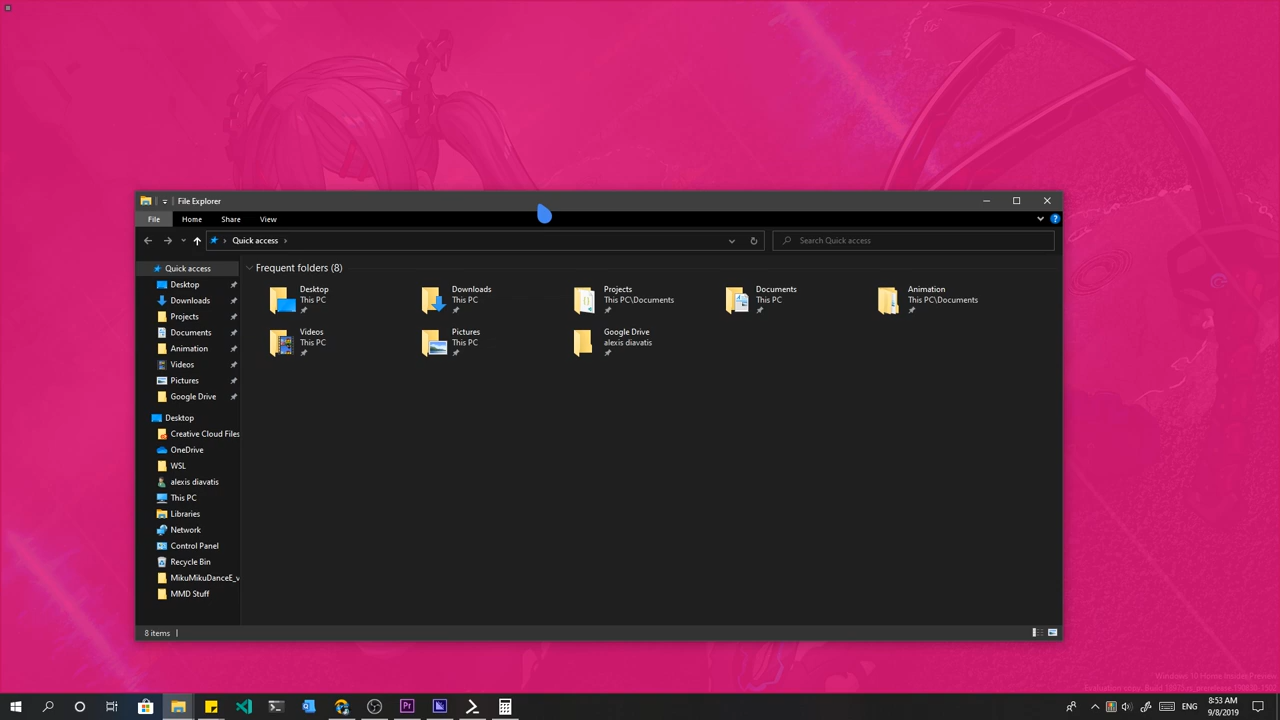 File Explorer
File Home Share View
Quick access
Search Quick access
Quick access
Desktop
Downloads
Projects
Documents
Animation
Videos
Pictures
Google Drive
Desktop
Creative Cloud Files
OneDrive
WSL
alexis diavatis
This PC
Libraries
Network
Control Panel
Recycle Bin
MikuMikuDanceE_v
MMD Stuff
Frequent folders (8)
Desktop
This PC
Downloads
This PC
Projects
This PC\Documents
Documents
This PC
Animation
This PC\Documents
Videos
This PC
Pictures
This PC
Google Drive
alexis diavatis
8 items
Windows 10 Home Insider Preview
Evaluation copy. Build
Pr
ENG
8:53 AM
9/8/2019